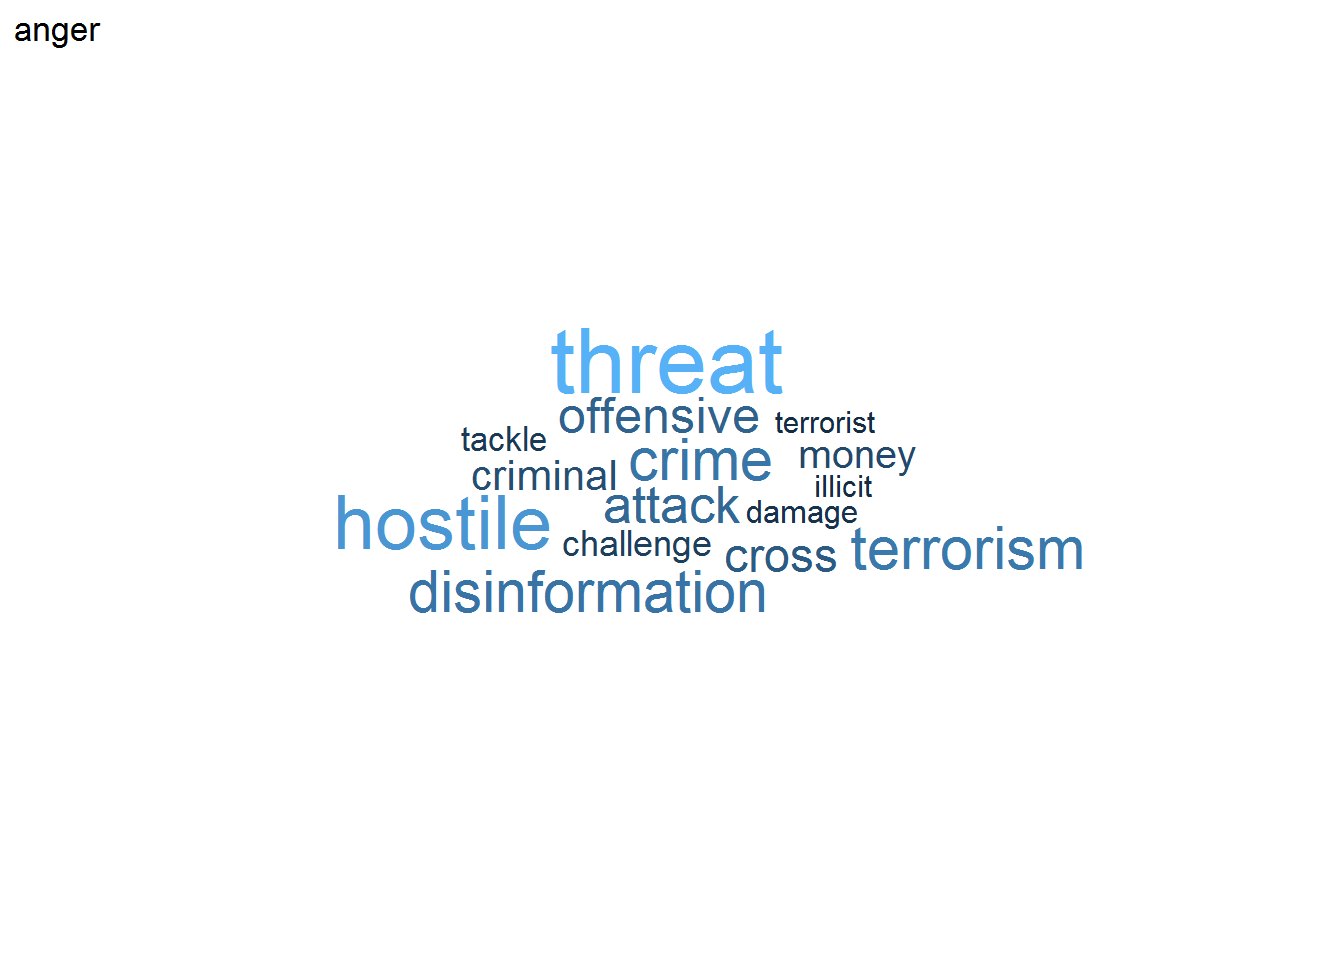 anger
threat
offensive
terrorist
tackle
crime
money
criminal
illicit
attack
damage
hostile
challenge
cross
terrorism
disinformation